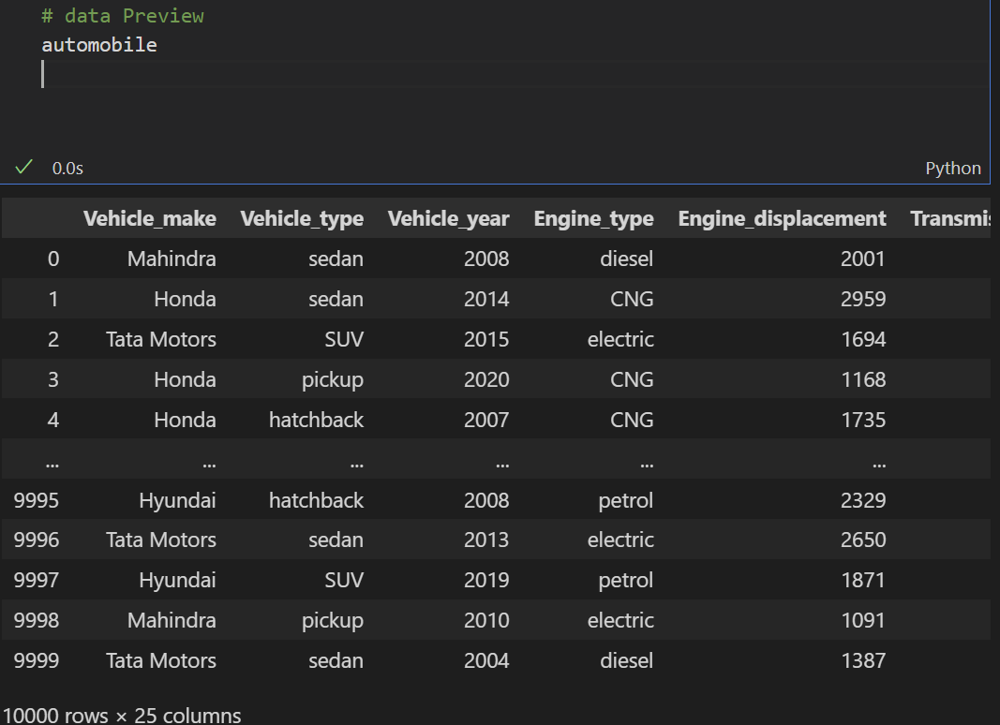 # data Preview
automobile
0.0s
Python
Vehicle_make Vehicle_type Vehicle_year Engine_type Engine_displacement
0 Mahindra sedan 2008 diesel 2001
1 Honda sedan 2014 CNG 2959
2 Tata Motors SUV 2015 electric 1694
3 Honda pickup 2020 CNG 1168
4 Honda hatchback 2007 CNG 1735
... ... ... ... ... ...
9995 Hyundai hatchback 2008 petrol 2329
9996 Tata Motors sedan 2013 electric 2650
9997 Hyundai SUV 2019 petrol 1871
9998 Mahindra pickup 2010 electric 1091
9999 Tata Motors sedan 2004 diesel 1387
10000 rows × 25 columns